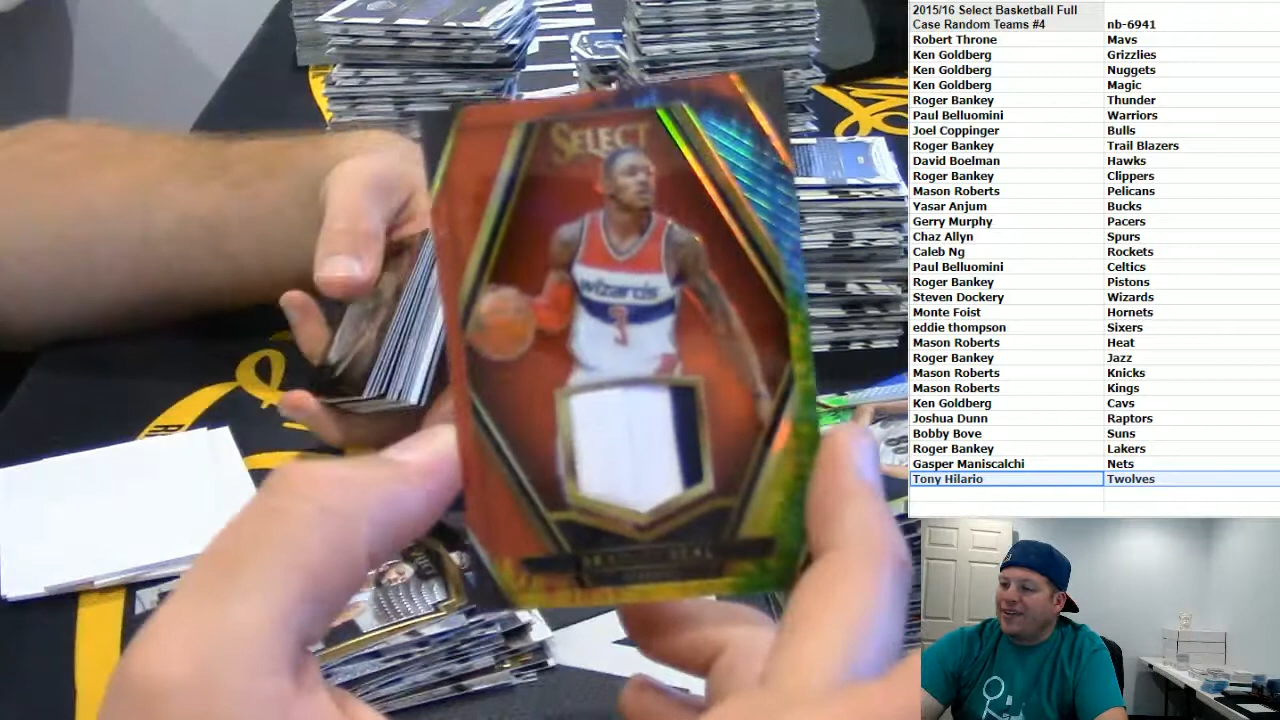 2015/16 Select Basketball Full
Case Random Teams #4 nb-6941
Robert Throne Mavs
Ken Goldberg Grizzlies
Ken Goldberg Nuggets
Ken Goldberg Magic
Roger Bankey Thunder
Paul Belluomini Warriors
Joel Coppinger Bulls
Roger Bankey Trail Blazers
David Boelman Hawks
Roger Bankey Clippers
Mason Roberts Pelicans
Yasar Anjum Bucks
Gerry Murphy Pacers
Chaz Allyn Spurs
Caleb Ng Rockets
Paul Belluomini Celtics
Roger Bankey Pistons
Steven Dockery Wizards
Monte Foist Hornets
eddie thompson Sixers
Mason Roberts Heat
Roger Bankey Jazz
Mason Roberts Knicks
Mason Roberts Kings
Ken Goldberg Cavs
Joshua Dunn Raptors
Bobby Bove Suns
Roger Bankey Lakers
Gasper Maniscalchi Nets
Tony Hilario Twolves
SELECT
wizards
3